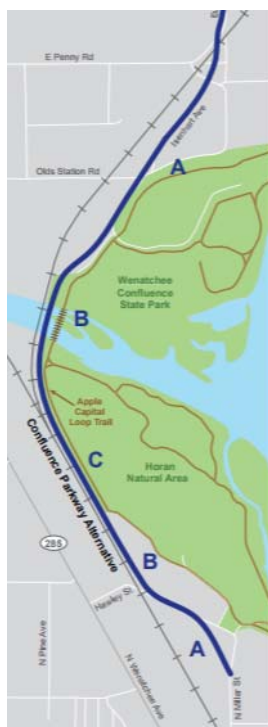 E Penny Rd
Isenhart Ave
A
Olds Station Rd
Wenatchee
Confluence
State Park
B
Apple
Capital
Loop Trail
C
Horan
Natural Area
Confluence Parkway Alternative
285
B
Hawley St
A
N Pine Ave
N Wenatchee Ave
N Miller St